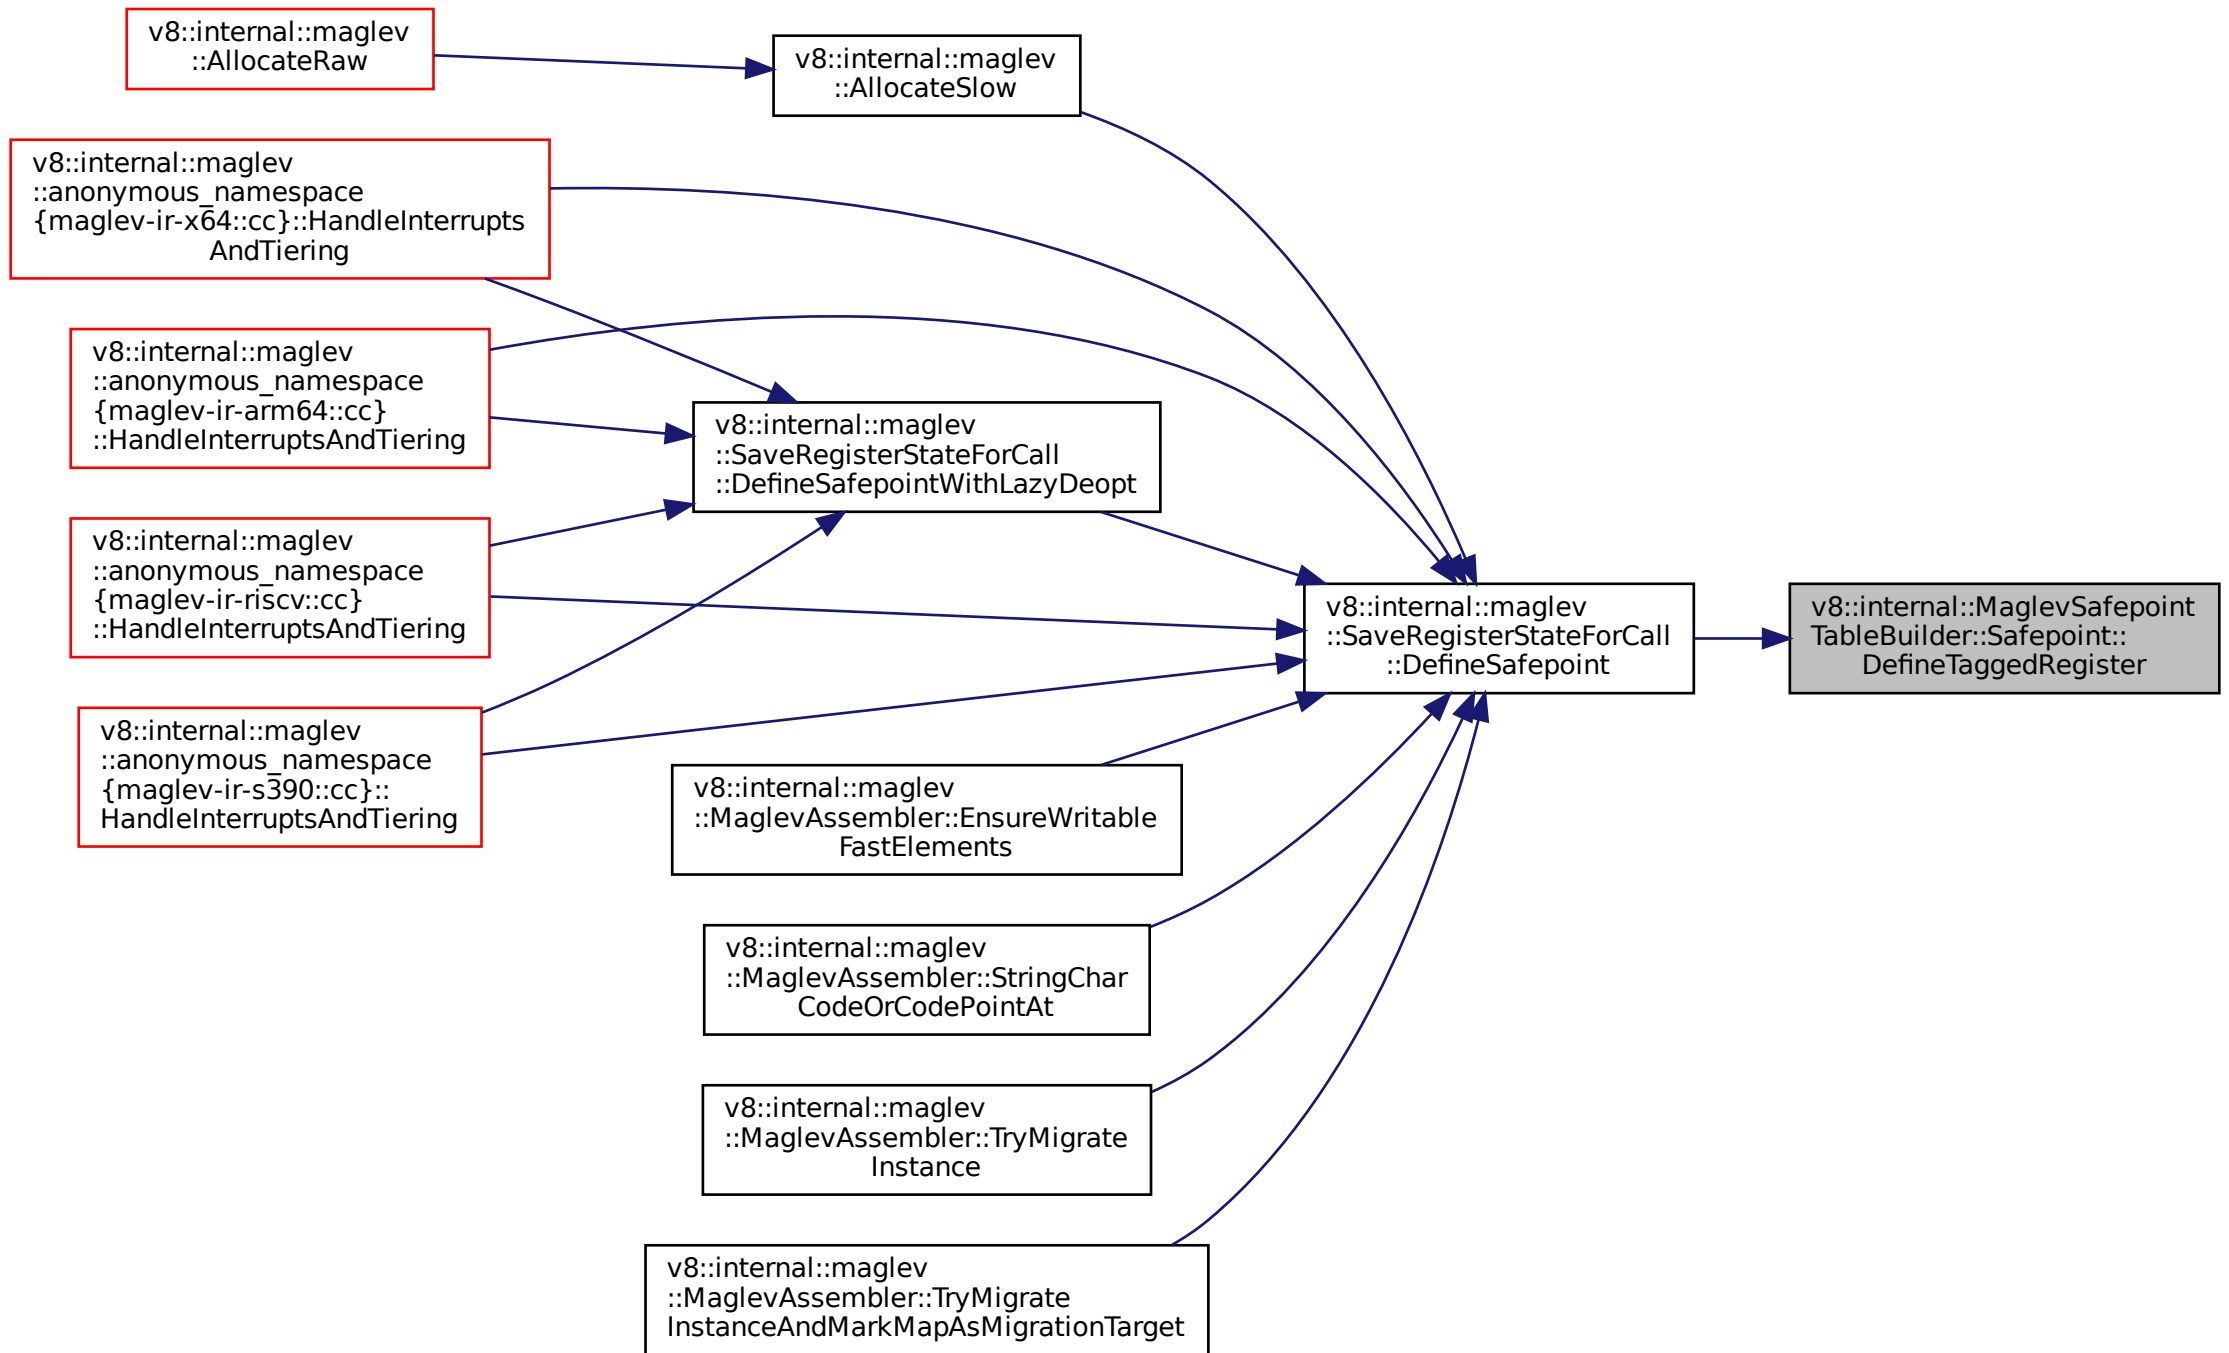 v8::internal::maglev
::AllocateRaw
v8::internal::maglev
::AllocateSlow
v8::internal::maglev
::anonymous_namespace
{maglev-ir-x64::cc}::HandleInterrupts
AndTiering
v8::internal::maglev
::anonymous_namespace
{maglev-ir-arm64::cc}
::HandleInterruptsAndTiering
v8::internal::maglev
::SaveRegisterStateForCall
::DefineSafepointWithLazyDeopt
v8::internal::maglev
::anonymous_namespace
{maglev-ir-riscv::cc}
::HandleInterruptsAndTiering
v8::internal::maglev
::SaveRegisterStateForCall
::DefineSafepoint
v8::internal::MaglevSafepoint
TableBuilder::Safepoint::
DefineTaggedRegister
v8::internal::maglev
::anonymous_namespace
{maglev-ir-s390::cc}::
HandleInterruptsAndTiering
v8::internal::maglev
::MaglevAssembler::EnsureWritable
FastElements
v8::internal::maglev
::MaglevAssembler::StringChar
CodeOrCodePointAt
v8::internal::maglev
::MaglevAssembler::TryMigrate
Instance
v8::internal::maglev
::MaglevAssembler::TryMigrate
InstanceAndMarkMapAsMigrationTarget